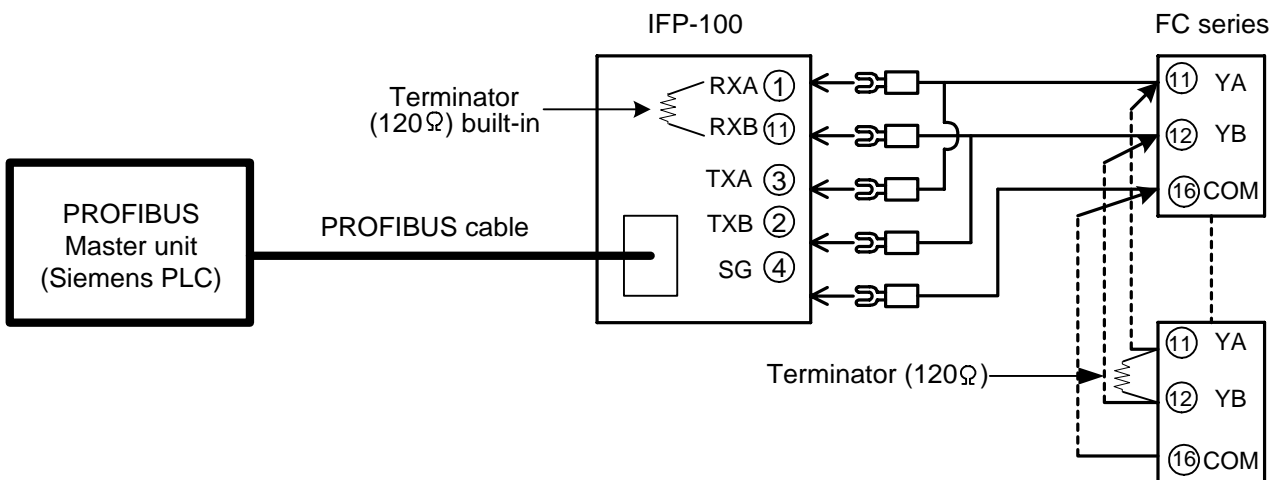 IFP-100
FC series
Terminator
(120Ω) built-in
RXA 1
RXB 11
TXA 3
TXB 2
SG 4
11 YA
12 YB
16 COM
PROFIBUS
Master unit
(Siemens PLC)
PROFIBUS cable
Terminator (120Ω)
11 YA
12 YB
16 COM